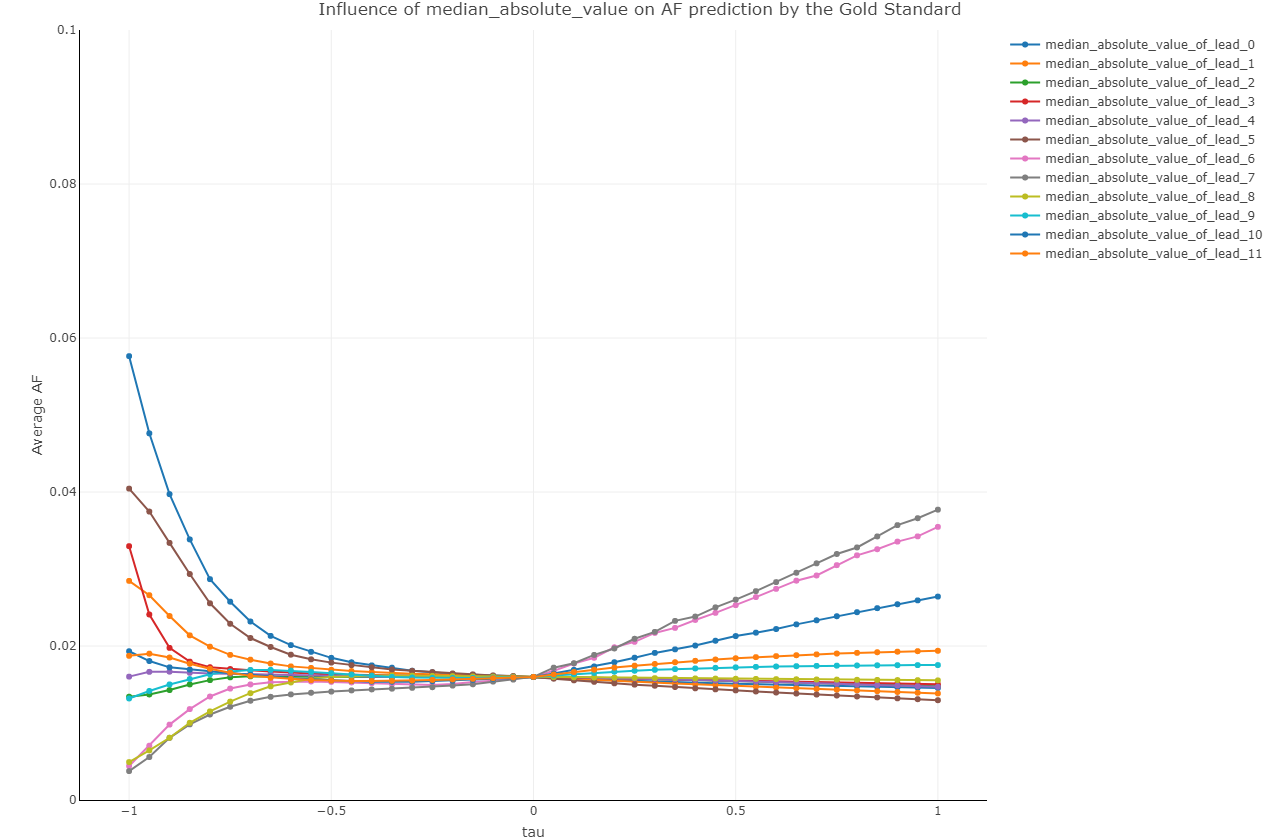 Influence of median_absolute_value on AF prediction by the Gold Standard
0.1
0.08
0.06
0.04
0.02
0
Average AF
−1
−0.5
0
0.5
1
tau
median_absolute_value_of_lead_0
median_absolute_value_of_lead_1
median_absolute_value_of_lead_2
median_absolute_value_of_lead_3
median_absolute_value_of_lead_4
median_absolute_value_of_lead_5
median_absolute_value_of_lead_6
median_absolute_value_of_lead_7
median_absolute_value_of_lead_8
median_absolute_value_of_lead_9
median_absolute_value_of_lead_10
median_absolute_value_of_lead_11